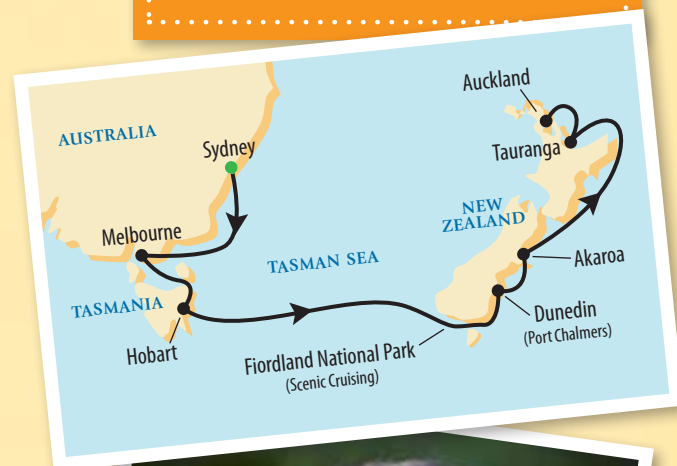 Auckland
AUSTRALIA
Sydney
Tauranga
NEW
ZEALAND
Melbourne
TASMAN SEA
Akaroa
TASMANIA
Dunedin
(Port Chalmers)
Hobart
Fiordland National Park
(Scenic Cruising)